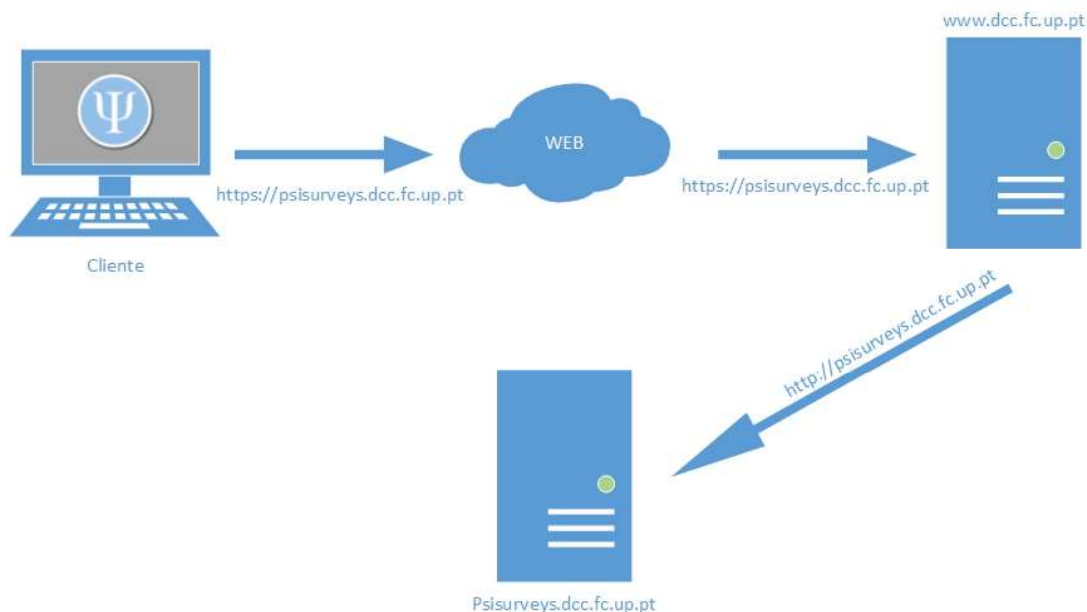 www.dcc.fc.up.pt
Ψ
WEB
https://psisurveys.dcc.fc.up.pt
https://psisurveys.dcc.fc.up.pt
Cliente
http://psisurveys.dcc.fc.up.pt
Psisurveys.dcc.fc.up.pt